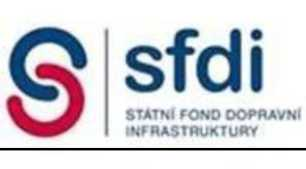 sfdi
STÁTNÍ FOND DOPRAVNÍ
INFRASTRUKTURY